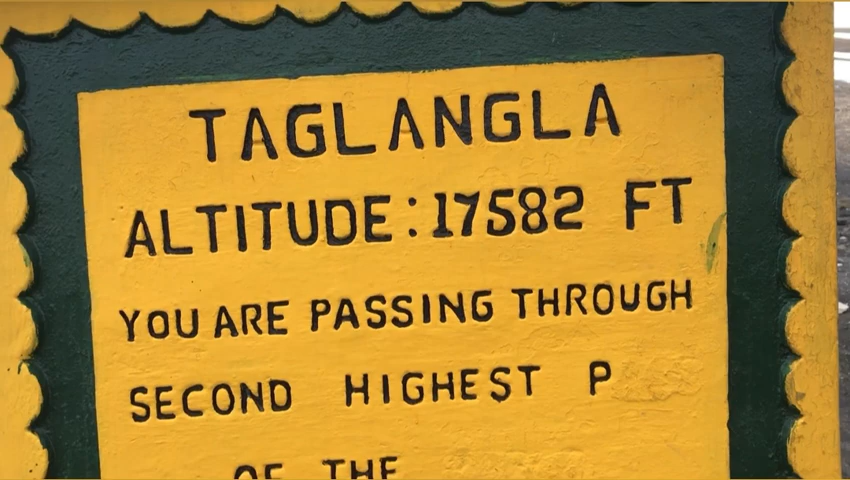 TAGLANGLA
ALTITUDE:17582 FT
YOU ARE PASSING THROUGH
SECOND HIGHEST P
OF THE